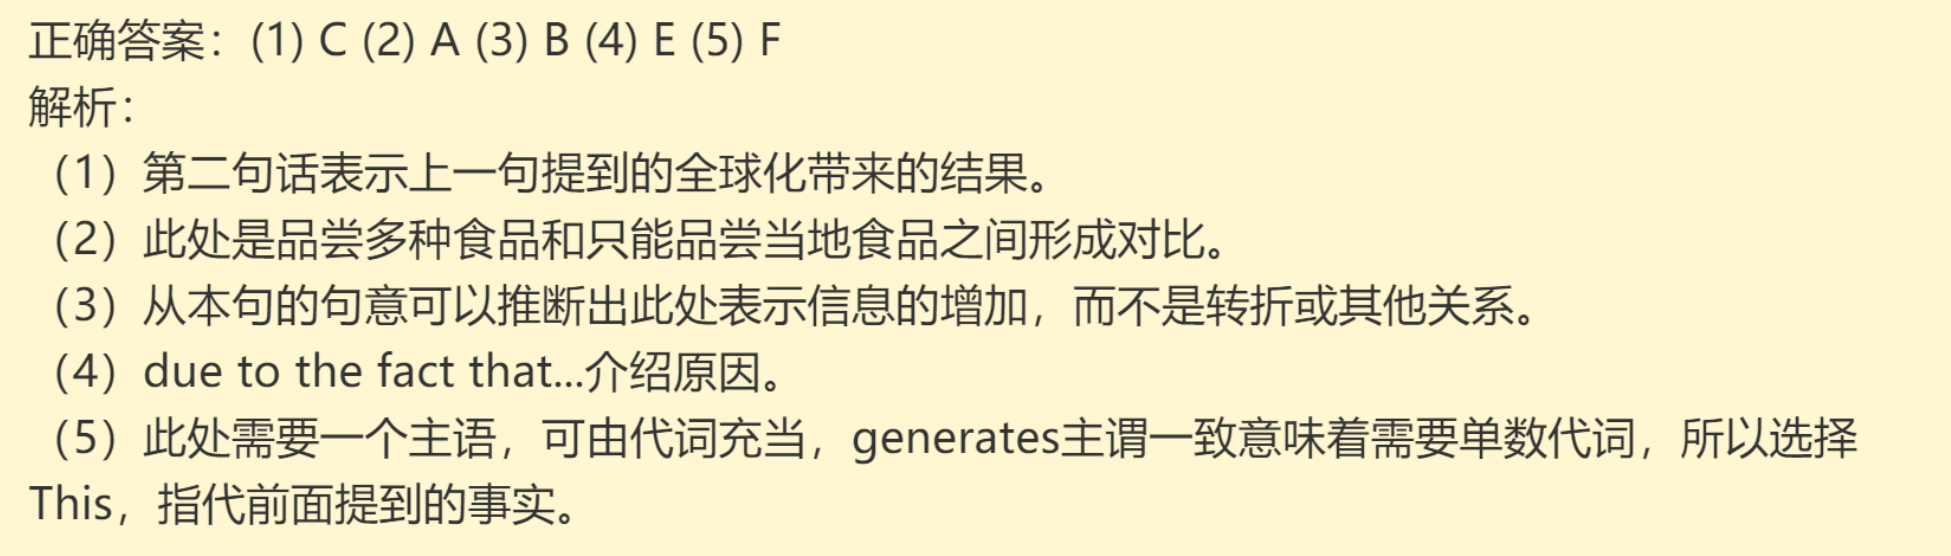 正确答案：(1) C (2) A (3) B (4) E (5) F
解析：
（1）第二句话表示上一句提到的全球化带来的结果。
（2）此处是品尝多种食品和只能品尝当地食品之间形成对比。
（3）从本句的句意可以推断出此处表示信息的增加，而不是转折或其他关系。
（4）due to the fact that...介绍原因。
（5）此处需要一个主语，可由代词充当，generates主谓一致意味着需要单数代词，所以选择
This，指代前面提到的事实。